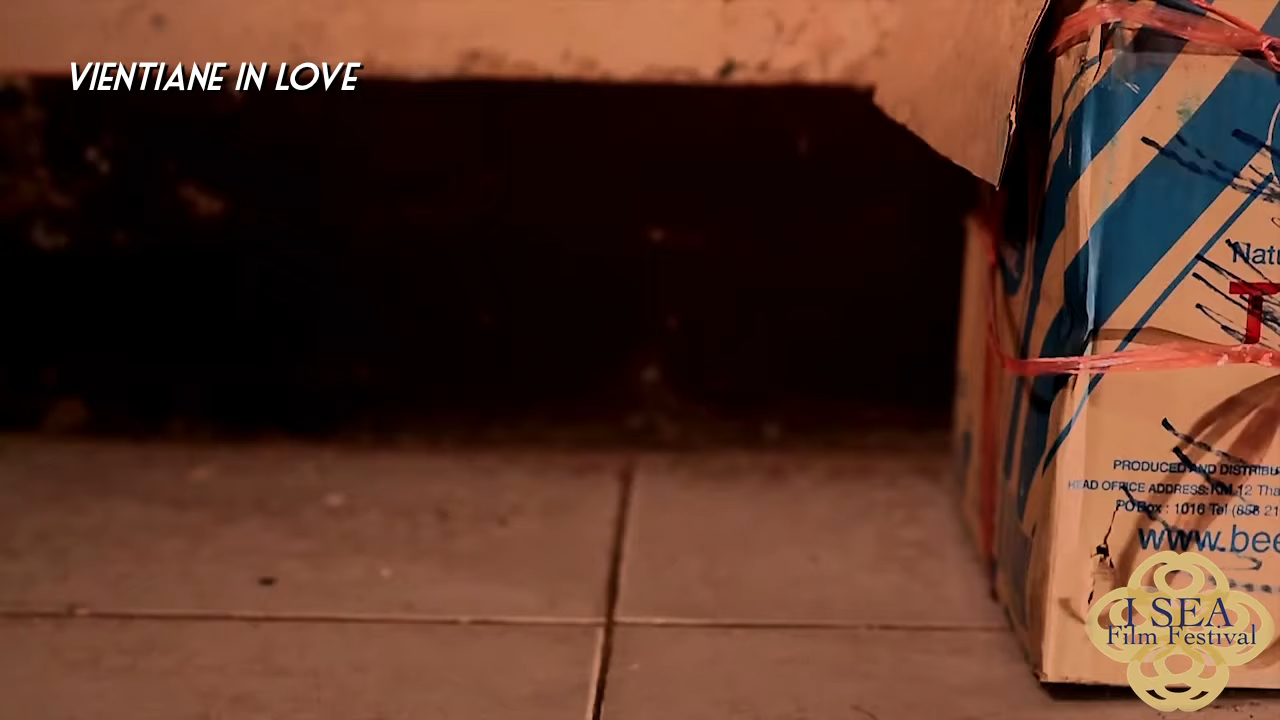 VIENTIANE IN LOVE
Natu
T
PRODUCED AND DISTRIBU
HEAD OFFICE ADDRESS: KM 12 Tha
PO Box : 1016 Tel (856 21
www.bee
I SEA
Film Festival